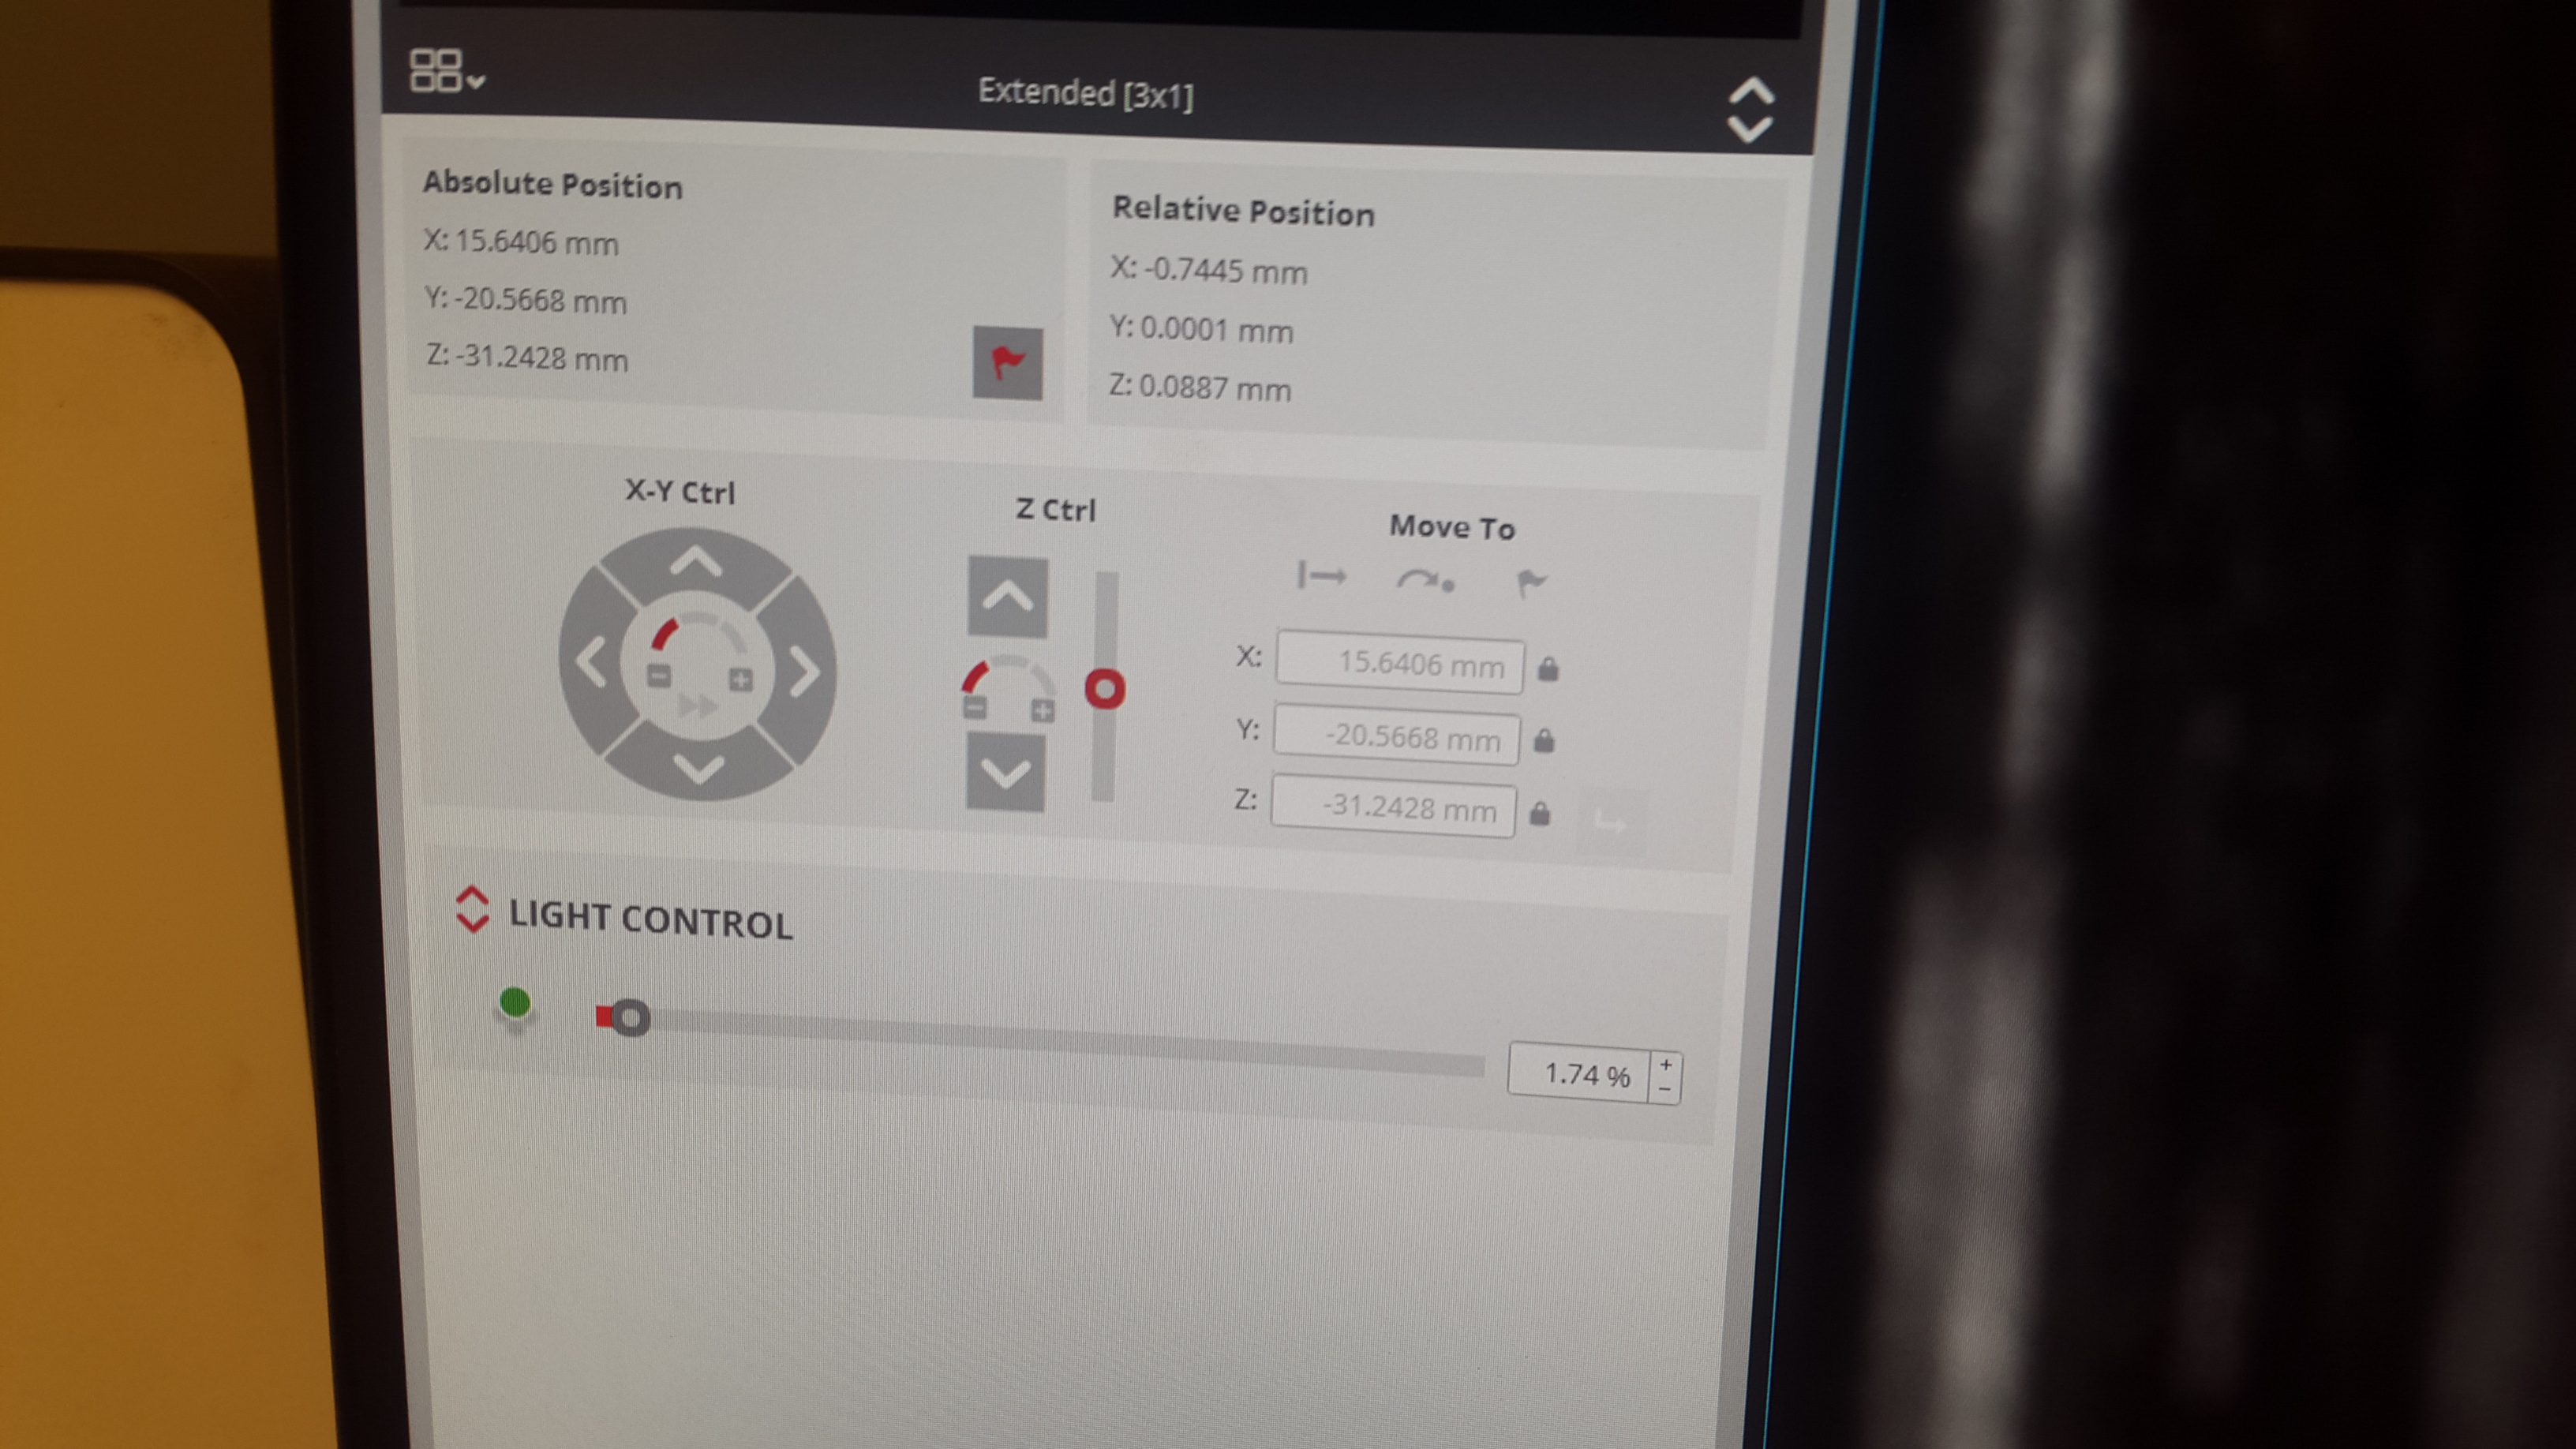 Extended [3x1]
Absolute Position
X: 15.6406 mm
Y: -20.5668 mm
Z: -31.2428 mm
Relative Position
X: -0.7445 mm
Y: 0.0001 mm
Z: 0.0887 mm
X-Y Ctrl
Z Ctrl
Move To
X: 15.6406 mm
Y: -20.5668 mm
Z: -31.2428 mm
LIGHT CONTROL
1.74 %